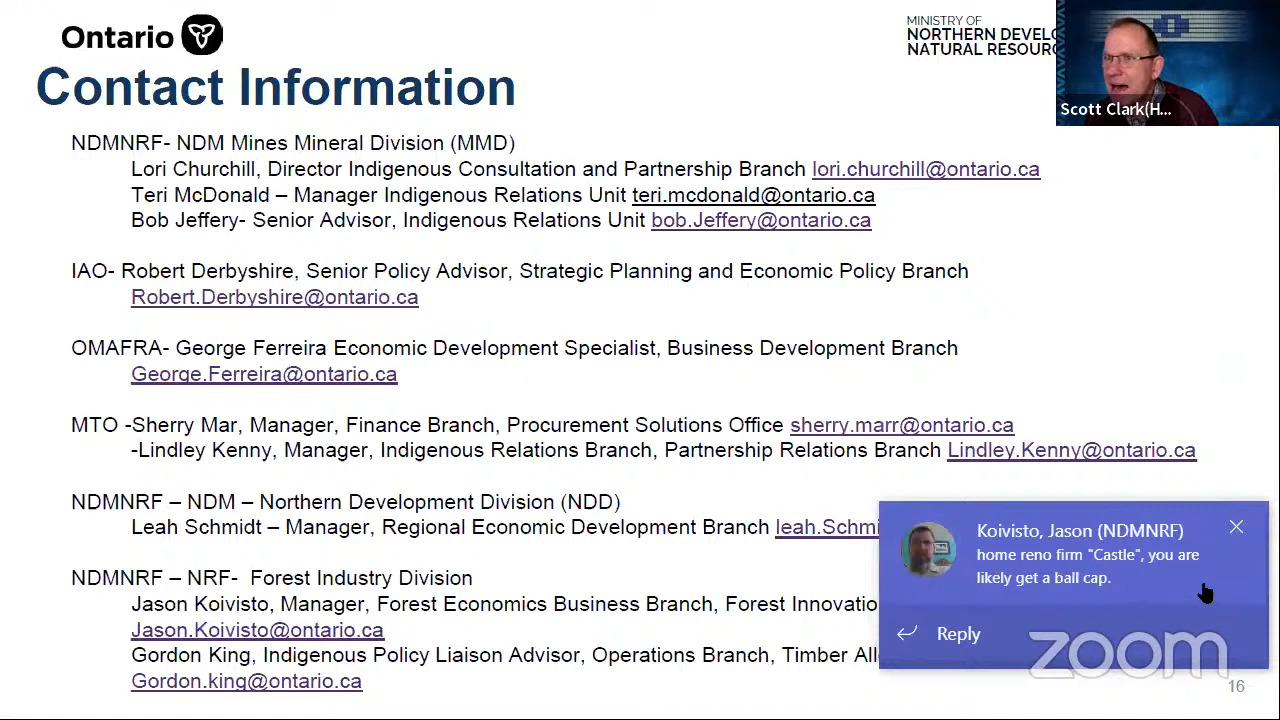 Ontario
MINISTRY OF
NORTHERN DEVELO
NATURAL RESOURC
Scott Clark(H...
Contact Information
NDMNRF- NDM Mines Mineral Division (MMD)
Lori Churchill, Director Indigenous Consultation and Partnership Branch lori.churchill@ontario.ca
Teri McDonald – Manager Indigenous Relations Unit teri.mcdonald@ontario.ca
Bob Jeffery- Senior Advisor, Indigenous Relations Unit bob.Jeffery@ontario.ca
IAO- Robert Derbyshire, Senior Policy Advisor, Strategic Planning and Economic Policy Branch
Robert.Derbyshire@ontario.ca
OMAFRA- George Ferreira Economic Development Specialist, Business Development Branch
George.Ferreira@ontario.ca
MTO -Sherry Mar, Manager, Finance Branch, Procurement Solutions Office sherry.marr@ontario.ca
-Lindley Kenny, Manager, Indigenous Relations Branch, Partnership Relations Branch Lindley.Kenny@ontario.ca
NDMNRF – NDM – Northern Development Division (NDD)
Leah Schmidt – Manager, Regional Economic Development Branch leah.Schmi
NDMNRF – NRF- Forest Industry Division
Jason Koivisto, Manager, Forest Economics Business Branch, Forest Innovatio
Jason.Koivisto@ontario.ca
Gordon King, Indigenous Policy Liaison Advisor, Operations Branch, Timber All
Gordon.king@ontario.ca
Koivisto, Jason (NDMNRF)
home reno firm "Castle", you are
likely get a ball cap.
Reply
zoom
16